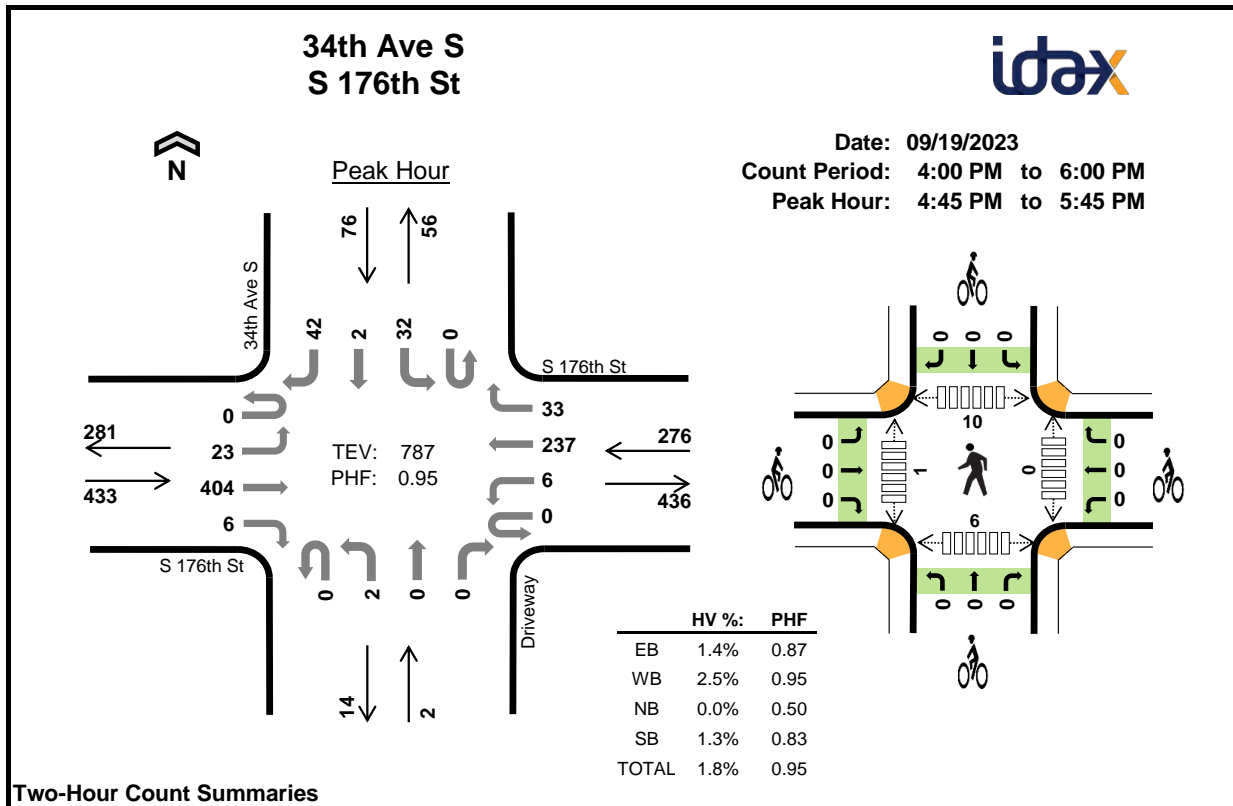 34th Ave S
S 176th St
idax
N
Peak Hour
Date: 09/19/2023
Count Period: 4:00 PM to 6:00 PM
Peak Hour: 4:45 PM to 5:45 PM
76
56
34th Ave S
42
2
32
0
S 176th St
0
23
404
6
281
433
TEV: 787
PHF: 0.95
33
237
6
0
276
436
S 176th St
0
2
0
0
Driveway
14
2
0
0
0
10
0
0
0
1
0
0
0
0
6
0
0
0
HV %: PHF
EB 1.4% 0.87
WB 2.5% 0.95
NB 0.0% 0.50
SB 1.3% 0.83
TOTAL 1.8% 0.95
Two-Hour Count Summaries